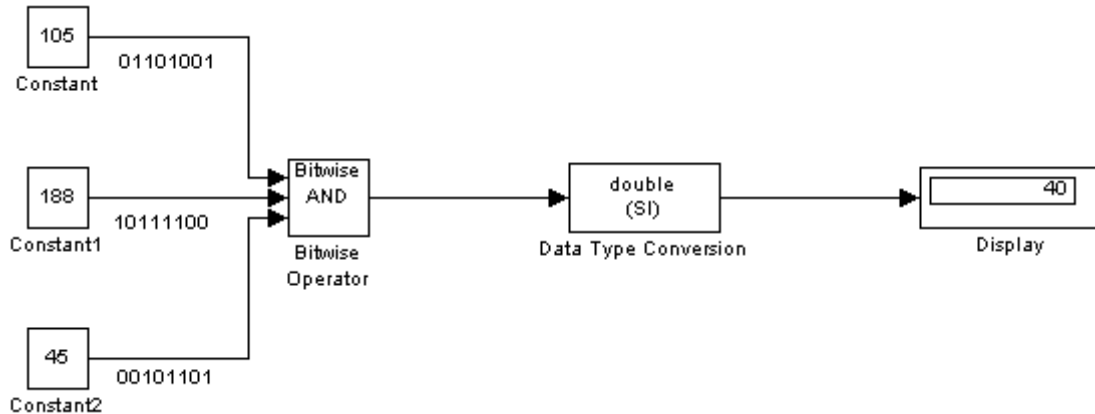 105
01101001
Constant
188
10111100
Constant1
45
00101101
Constant2
Bitwise
AND
Bitwise
Operator
double
(SI)
Data Type Conversion
40
Display